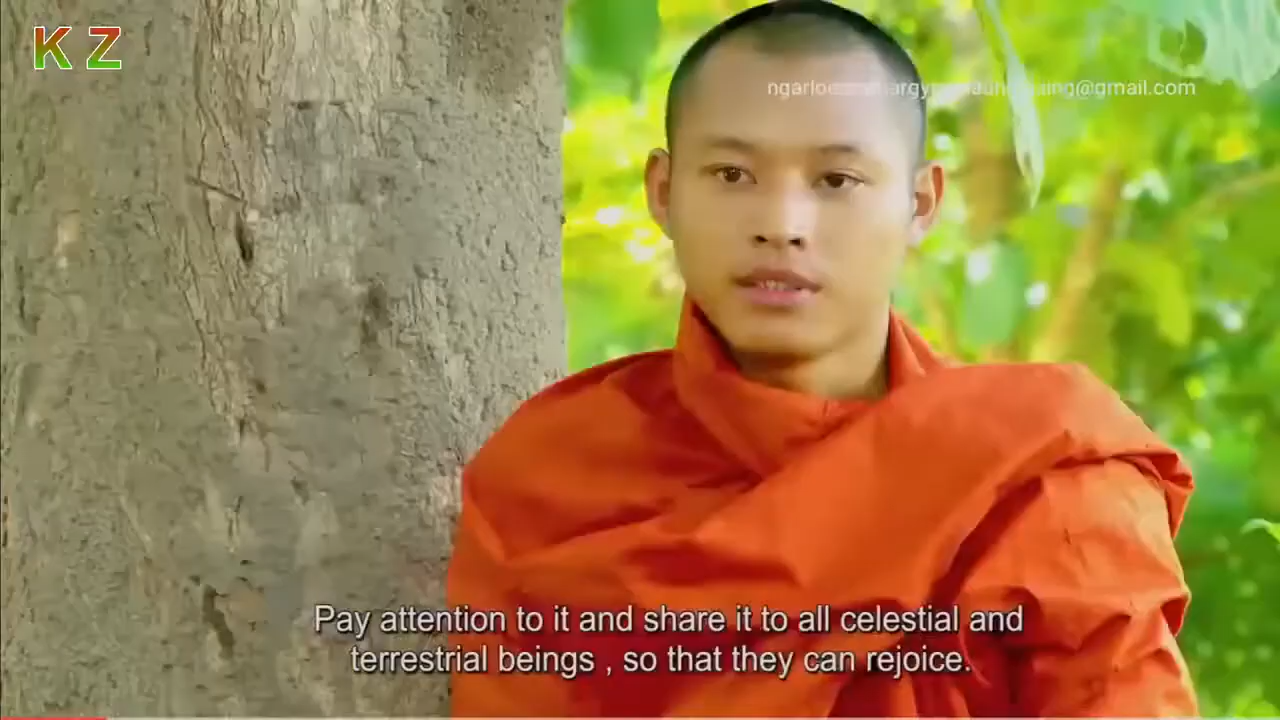 K Z
Pay attention to it and share it to all celestial and
terrestrial beings , so that they can rejoice.